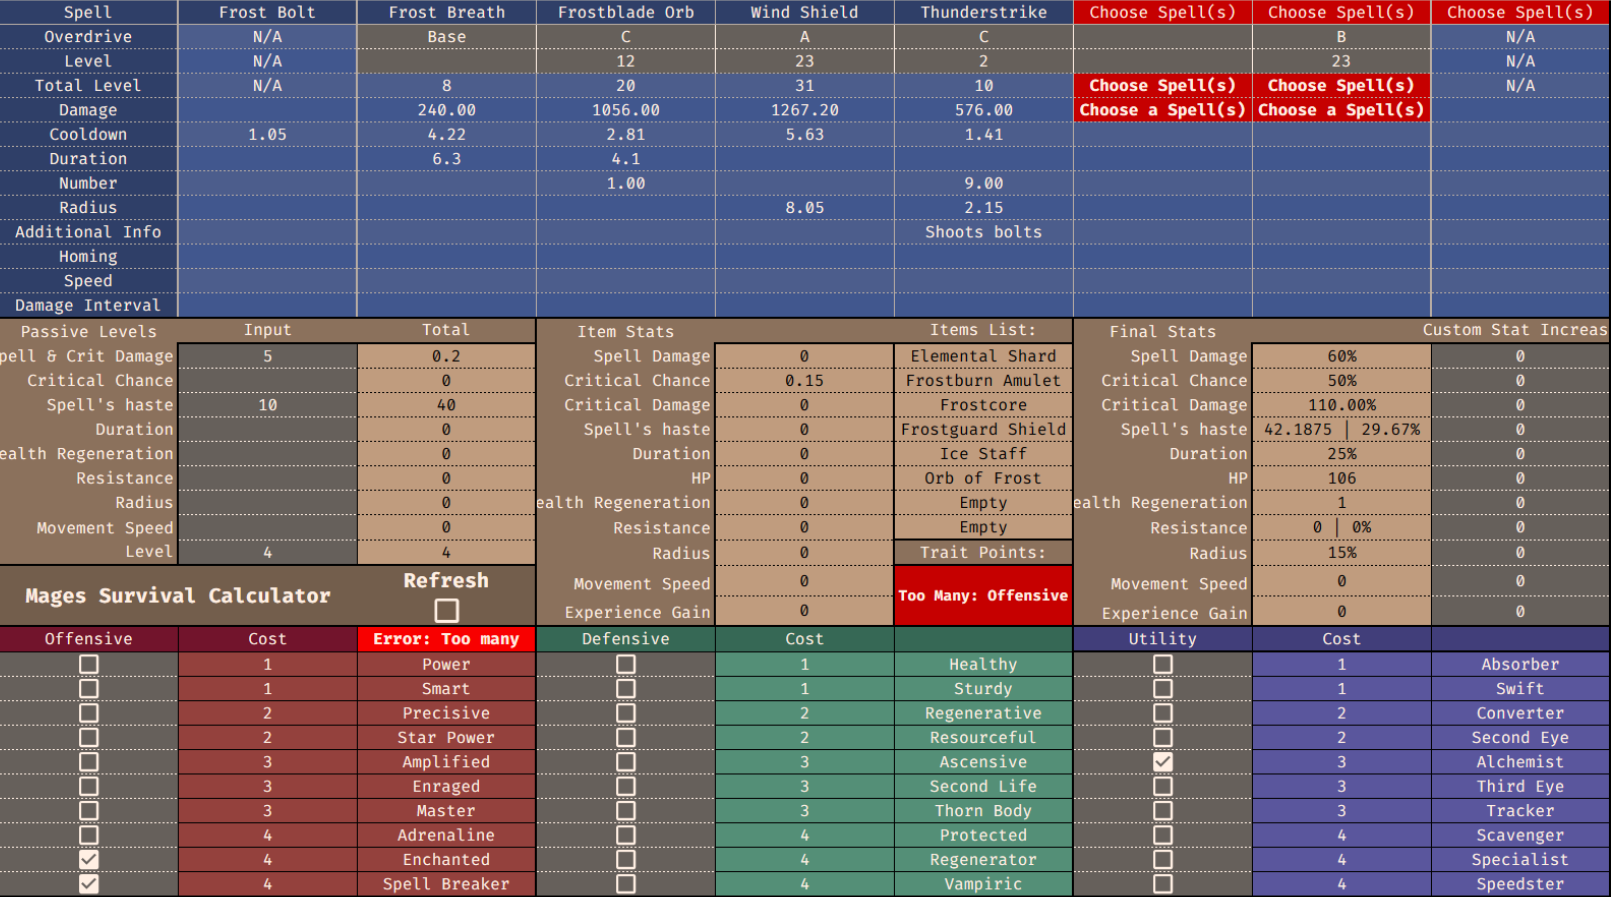 Spell Frost Bolt Frost Breath Frostblade Orb Wind Shield Thunderstrike Choose Spell(s) Choose Spell(s) Choose Spell(s)
Overdrive N/A Base C A C B N/A
Level N/A 12 23 2 23 N/A
Total Level N/A 8 20 31 10 Choose Spell(s) Choose Spell(s) N/A
Damage 240.00 1056.00 1267.20 576.00 Choose a Spell(s) Choose a Spell(s)
Cooldown 1.05 4.22 2.81 5.63 1.41
Duration 6.3 4.1
Number 1.00 9.00
Radius 8.05 2.15
Additional Info Shoots bolts
Homing
Speed
Damage Interval
Passive Levels Input Total Item Stats Items List: Final Stats Custom Stat Increas
pell & Crit Damage 5 0.2 Spell Damage 0 Elemental Shard Spell Damage 60% 0
Critical Chance 0 Critical Chance 0.15 Frostburn Amulet Critical Chance 50% 0
Spell's haste 10 40 Critical Damage 0 Frostcore Critical Damage 110.00% 0
Duration 0 Spell's haste 0 Frostguard Shield Spell's haste 42.1875 | 29.67% 0
ealth Regeneration 0 Duration 0 Ice Staff Duration 25% 0
Resistance 0 HP 0 Orb of Frost HP 106 0
Radius 0 ealth Regeneration 0 Empty ealth Regeneration 1 0
Movement Speed 0 Resistance 0 Empty Resistance 0 | 0% 0
Level 4 4 Radius 0 Trait Points: Radius 15% 0
Mages Survival Calculator Refresh Movement Speed 0 Too Many: Offensive Movement Speed 0 0
Experience Gain 0 Experience Gain 0 0
Offensive Cost Error: Too many Defensive Cost Utility Cost
1 Power 1 Healthy 1 Absorber
1 Smart 1 Sturdy 1 Swift
2 Precisive 2 Regenerative 2 Converter
2 Star Power 2 Resourceful 2 Second Eye
3 Amplified 3 Ascensive 3 Alchemist
3 Enraged 3 Second Life 3 Third Eye
3 Master 3 Thorn Body 3 Tracker
4 Adrenaline 4 Protected 4 Scavenger
4 Enchanted 4 Regenerator 4 Specialist
4 Spell Breaker 4 Vampiric 4 Speedster